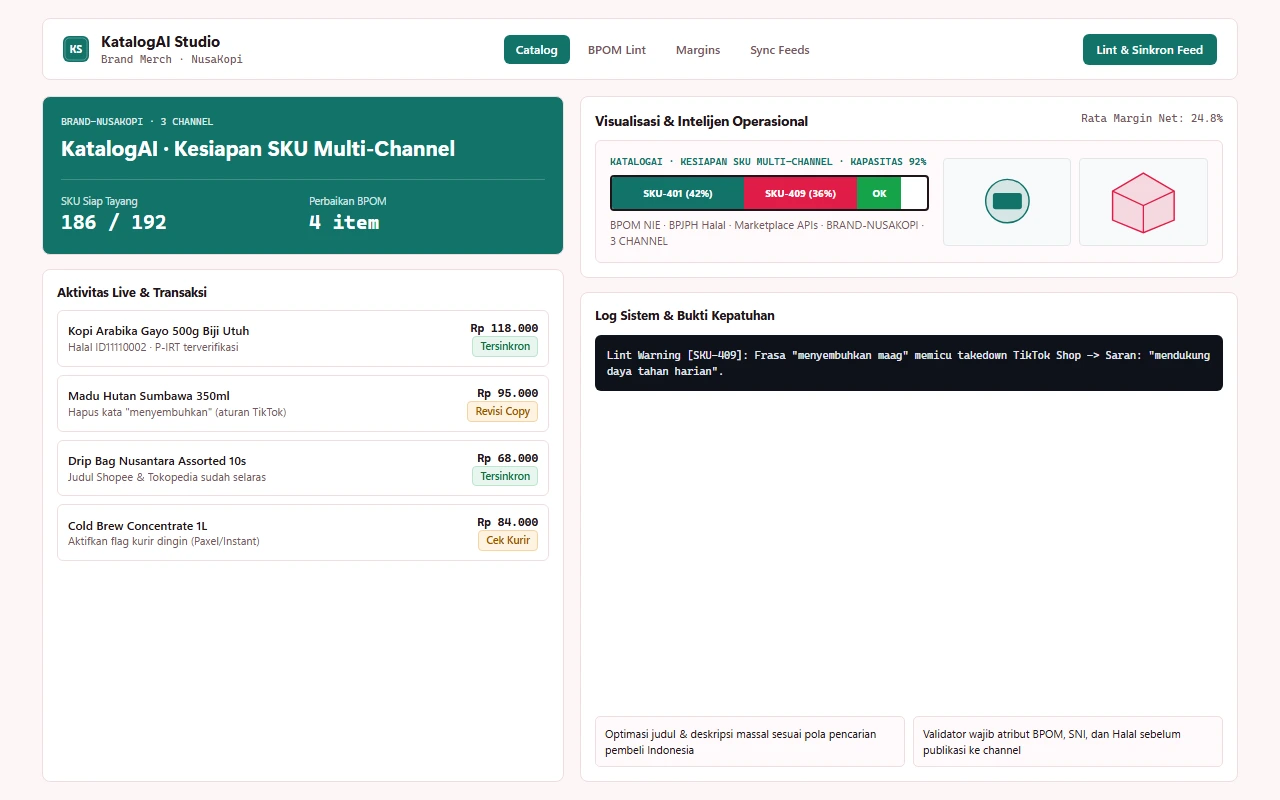 KS
KatalogAI Studio
Brand Merch · NusaKopi
Catalog
BPOM Lint
Margins
Sync Feeds
Lint & Sinkron Feed
BRAND-NUSAKOPI · 3 CHANNEL
KatalogAI · Kesiapan SKU Multi-Channel
SKU Siap Tayang
186 / 192
Perbaikan BPOM
4 item
Aktivitas Live & Transaksi
Kopi Arabika Gayo 500g Biji Utuh
Halal ID11110002 · P-IRT terverifikasi
Rp 118.000
Tersinkron
Madu Hutan Sumbawa 350ml
Hapus kata "menyembuhkan" (aturan TikTok)
Rp 95.000
Revisi Copy
Drip Bag Nusantara Assorted 10s
Judul Shopee & Tokopedia sudah selaras
Rp 68.000
Tersinkron
Cold Brew Concentrate 1L
Aktifkan flag kurir dingin (Paxel/Instant)
Rp 84.000
Cek Kurir
Visualisasi & Intelijen Operasional
Rata Margin Net: 24.8%
KATALOGAI · KESIAPAN SKU MULTI-CHANNEL · KAPASITAS 92%
SKU-401 (42%)
SKU-409 (36%)
OK
BPOM NIE · BPJPH Halal · Marketplace APIs · BRAND-NUSAKOPI ·
3 CHANNEL
Log Sistem & Bukti Kepatuhan
Lint Warning [SKU-409]: Frasa "menyembuhkan maag" memicu takedown TikTok Shop -> Saran: "mendukung
daya tahan harian".
Optimasi judul & deskripsi massal sesuai pola pencarian
pembeli Indonesia
Validator wajib atribut BPOM, SNI, dan Halal sebelum
publikasi ke channel